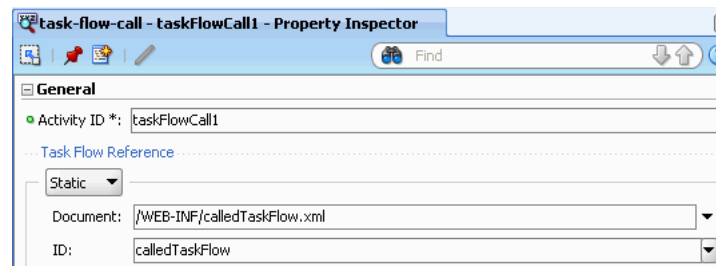 task-flow-call - taskFlowCall1 - Property Inspector
Find
General
Activity ID *: taskFlowCall1
Task Flow Reference
Static
Document: /WEB-INF/calledTaskFlow.xml
ID: calledTaskFlow